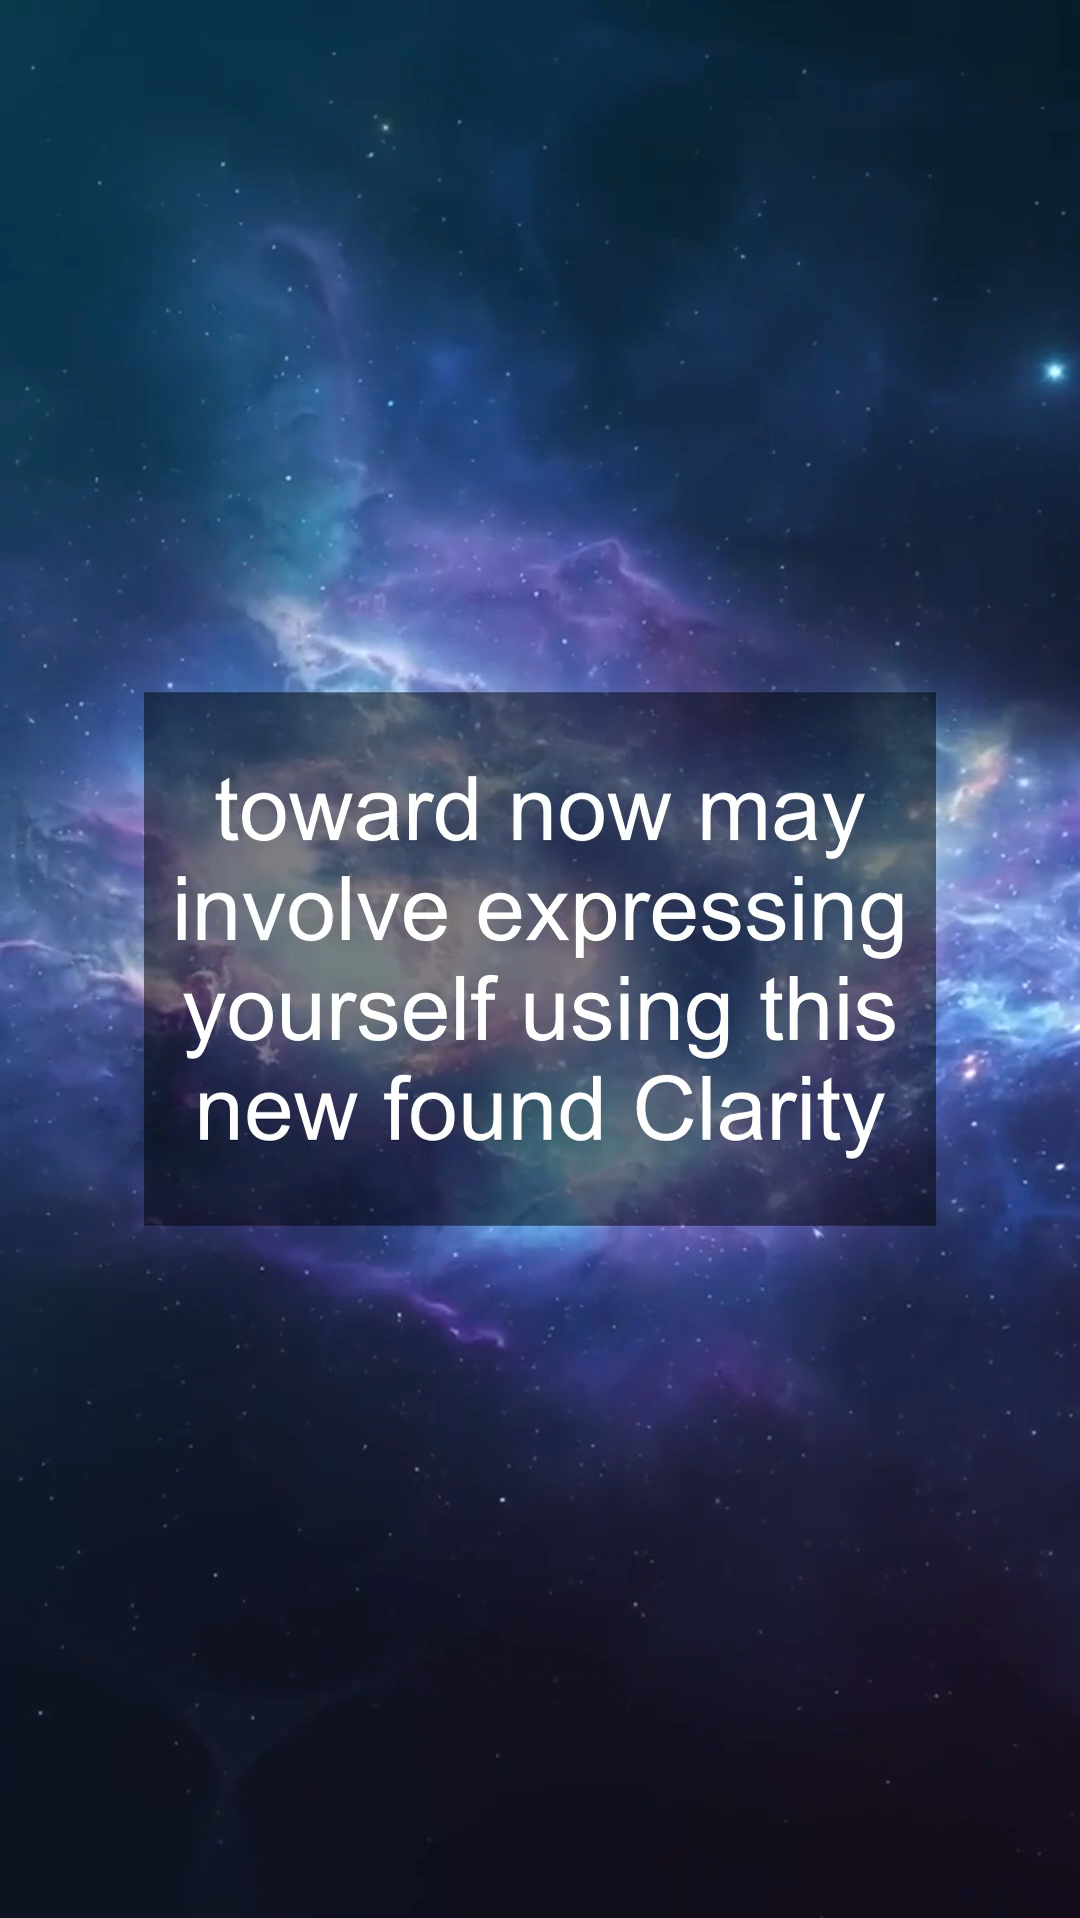 toward now may
involve expressing
yourself using this
new found Clarity